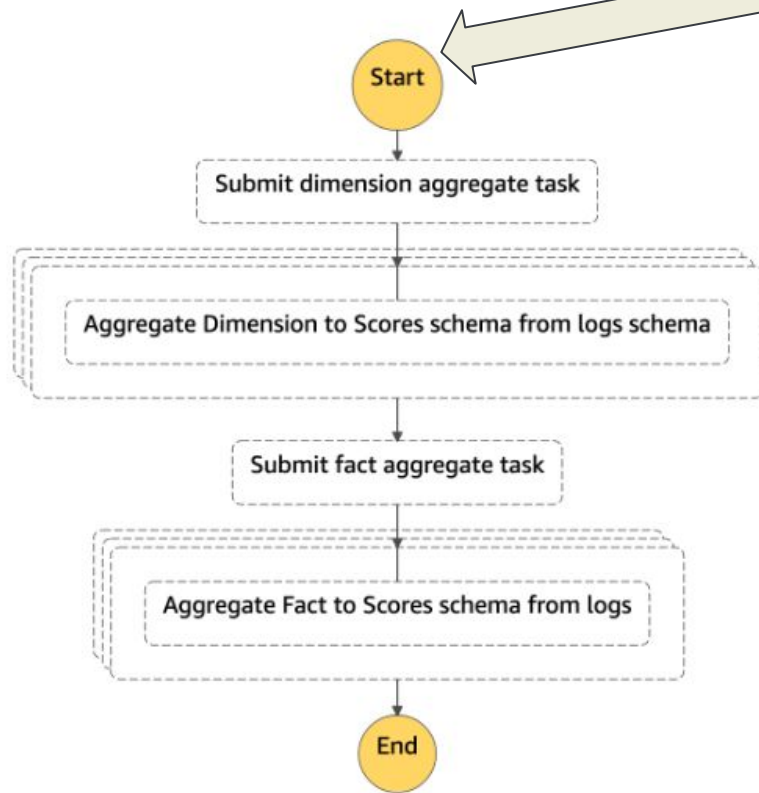 Start
Submit dimension aggregate task
Aggregate Dimension to Scores schema from logs schema
Submit fact aggregate task
Aggregate Fact to Scores schema from logs
End